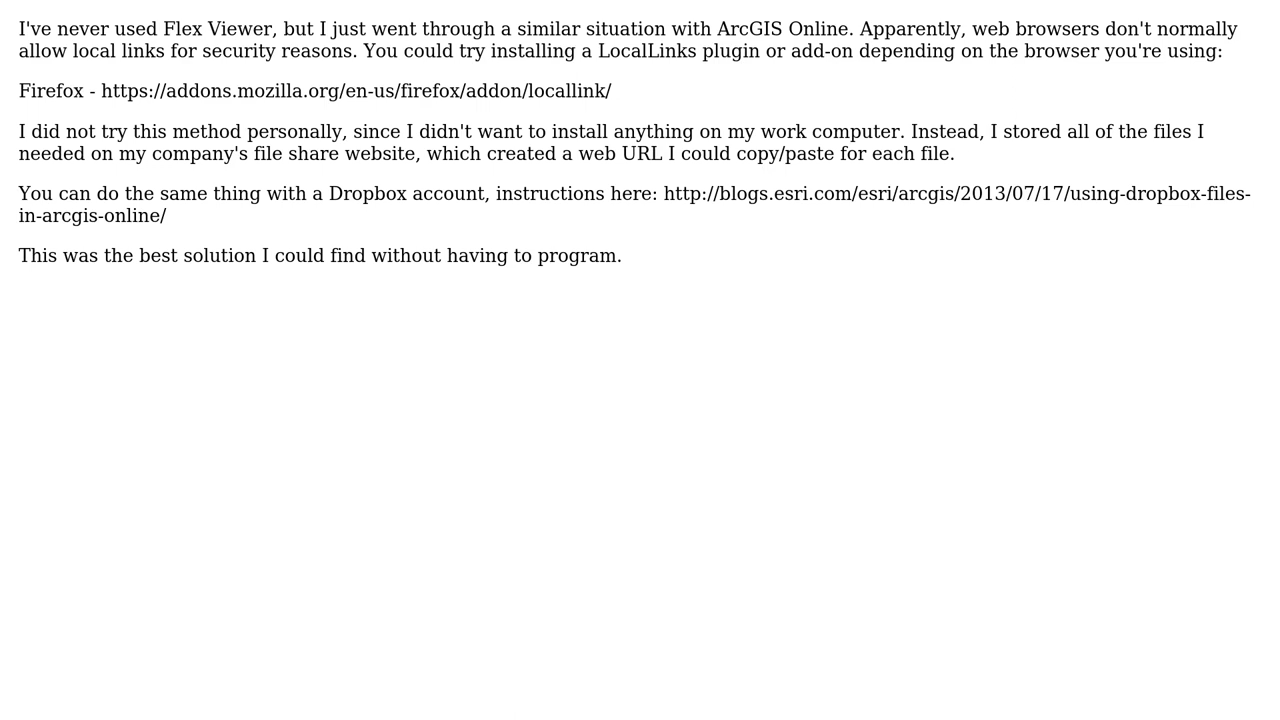 I've never used Flex Viewer, but I just went through a similar situation with ArcGIS Online. Apparently, web browsers don't normally
allow local links for security reasons. You could try installing a LocalLinks plugin or add-on depending on the browser you're using:
Firefox - https://addons.mozilla.org/en-us/firefox/addon/locallink/
I did not try this method personally, since I didn't want to install anything on my work computer. Instead, I stored all of the files I
needed on my company's file share website, which created a web URL I could copy/paste for each file.
You can do the same thing with a Dropbox account, instructions here: http://blogs.esri.com/esri/arcgis/2013/07/17/using-dropbox-files-
in-arcgis-online/
This was the best solution I could find without having to program.